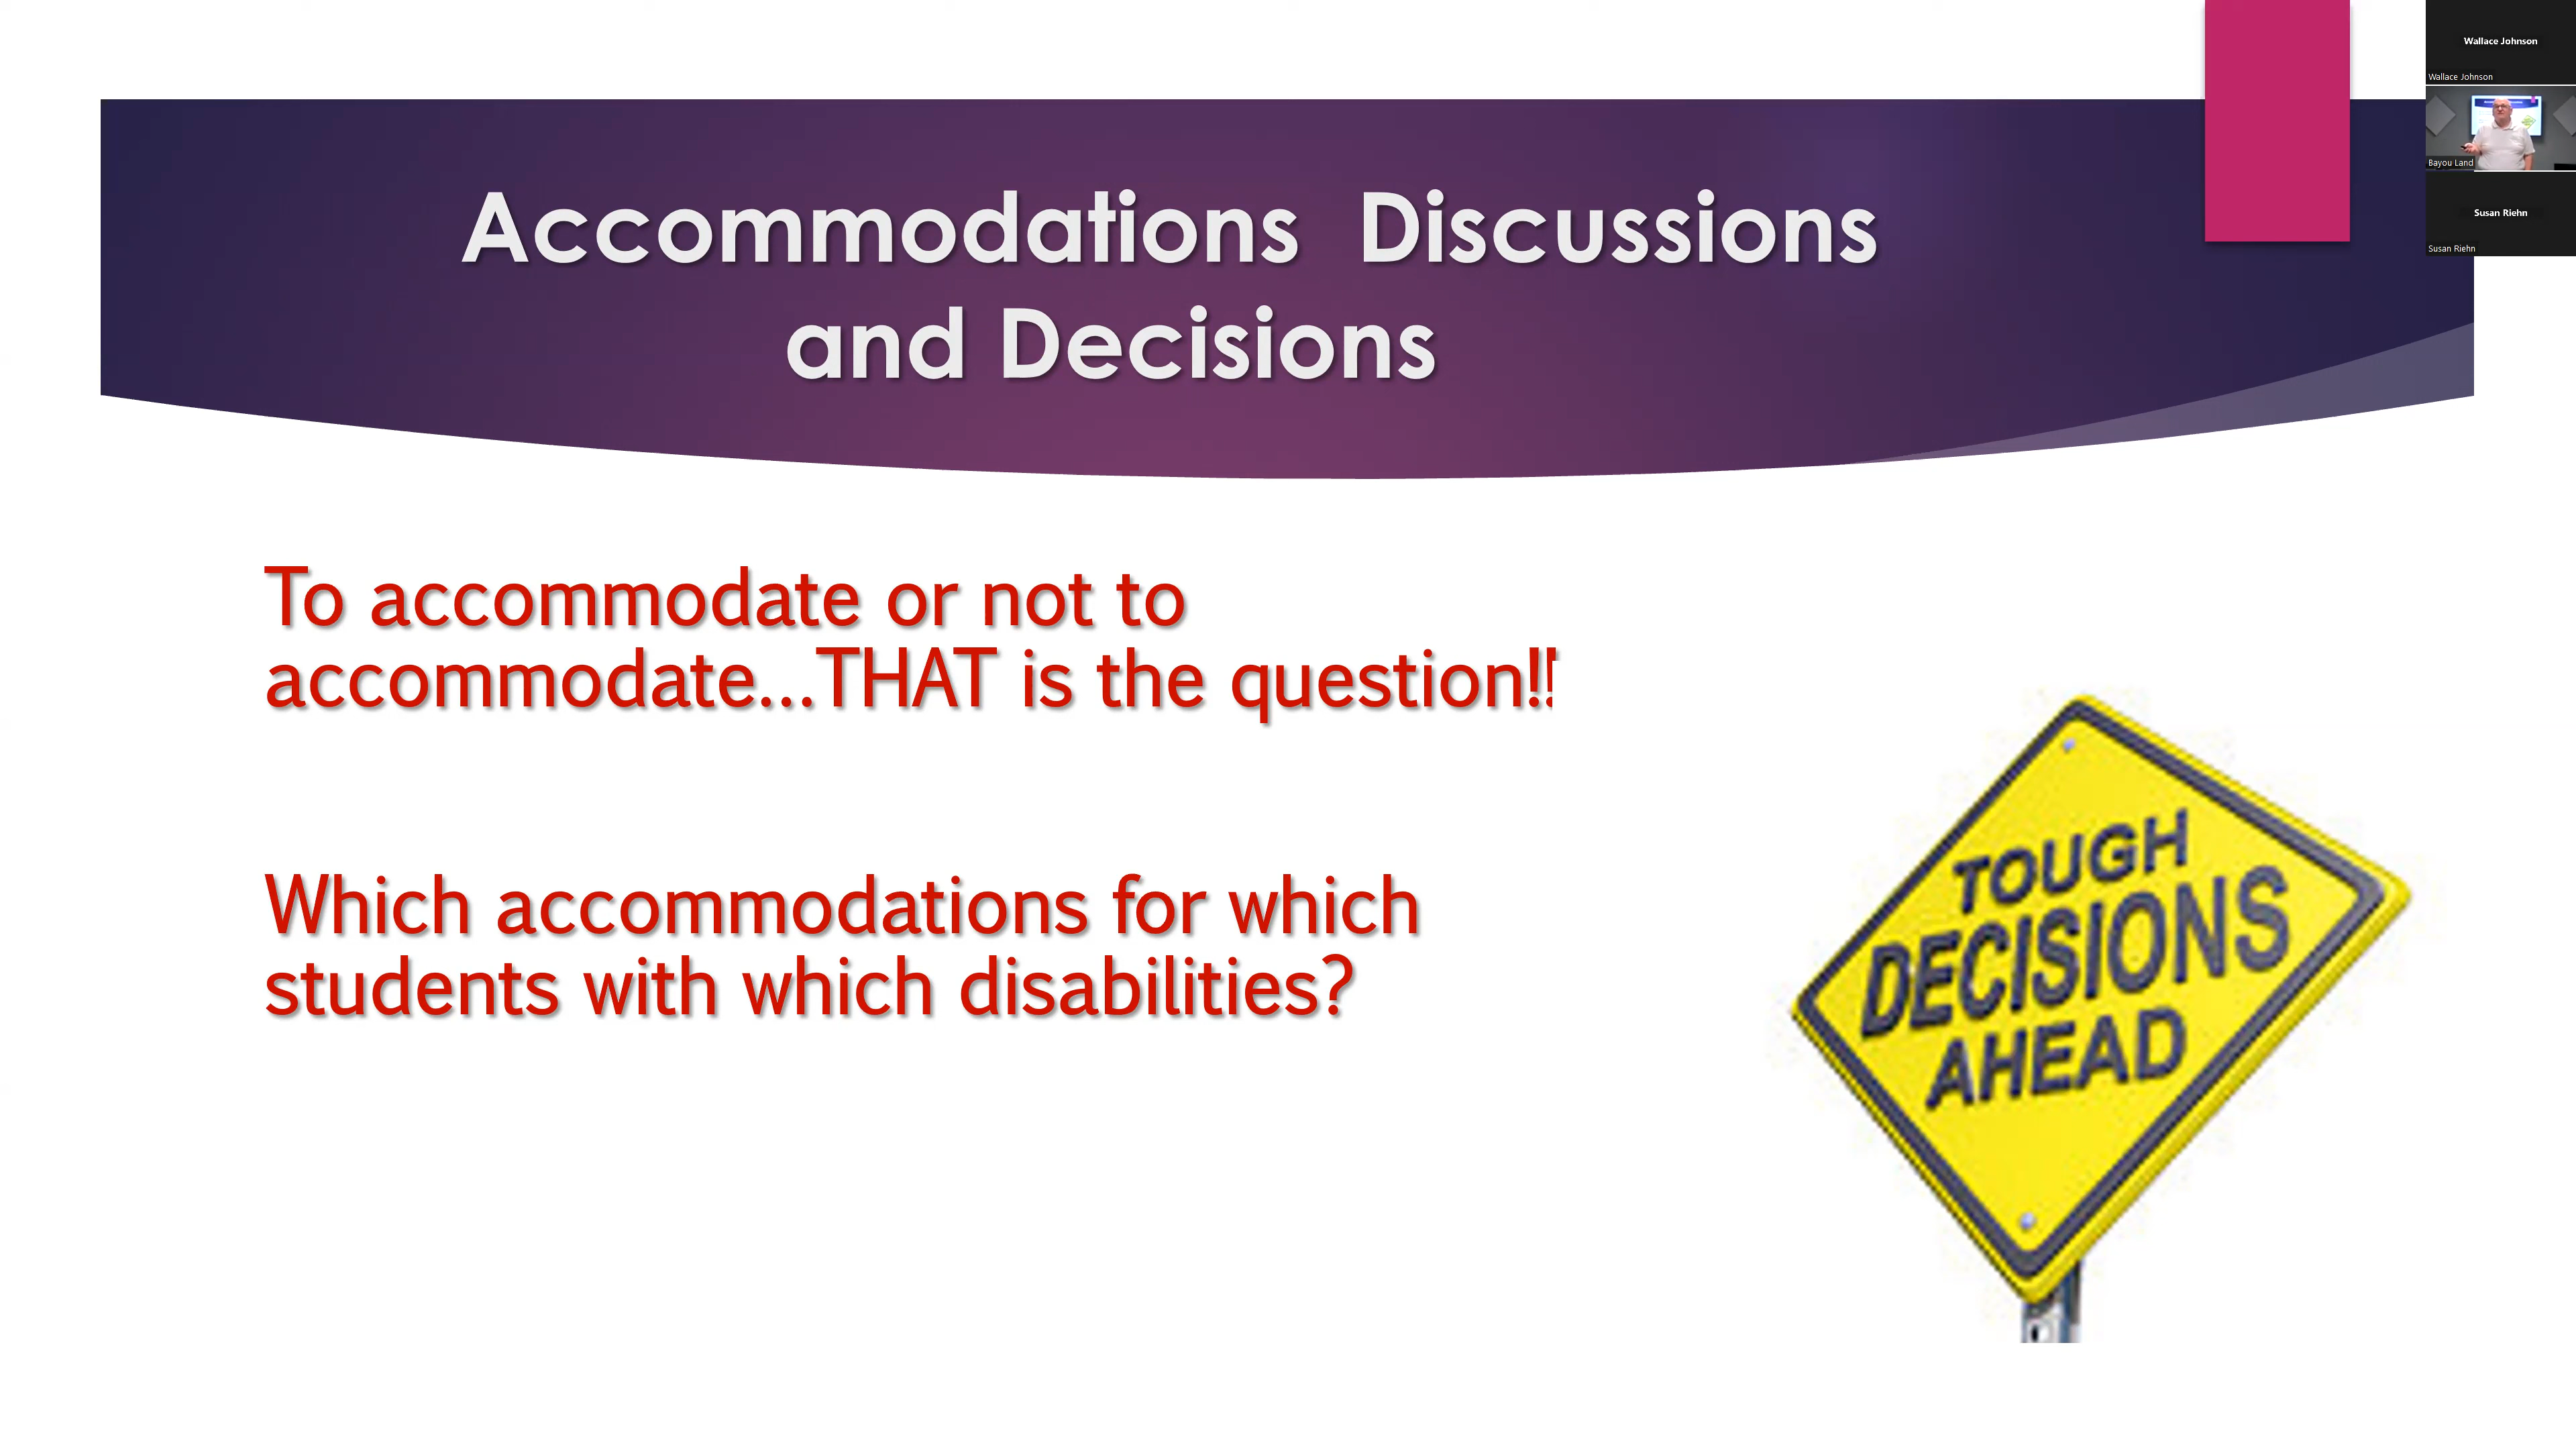 Accommodations Discussions
and Decisions
To accommodate or not to
accommodate...THAT is the question!!
Which accommodations for which
students with which disabilities?
TOUGH
DECISIONS
AHEAD
Wallace Johnson
Wallace Johnson
Bayou Land
Susan Riehn
Susan Riehn